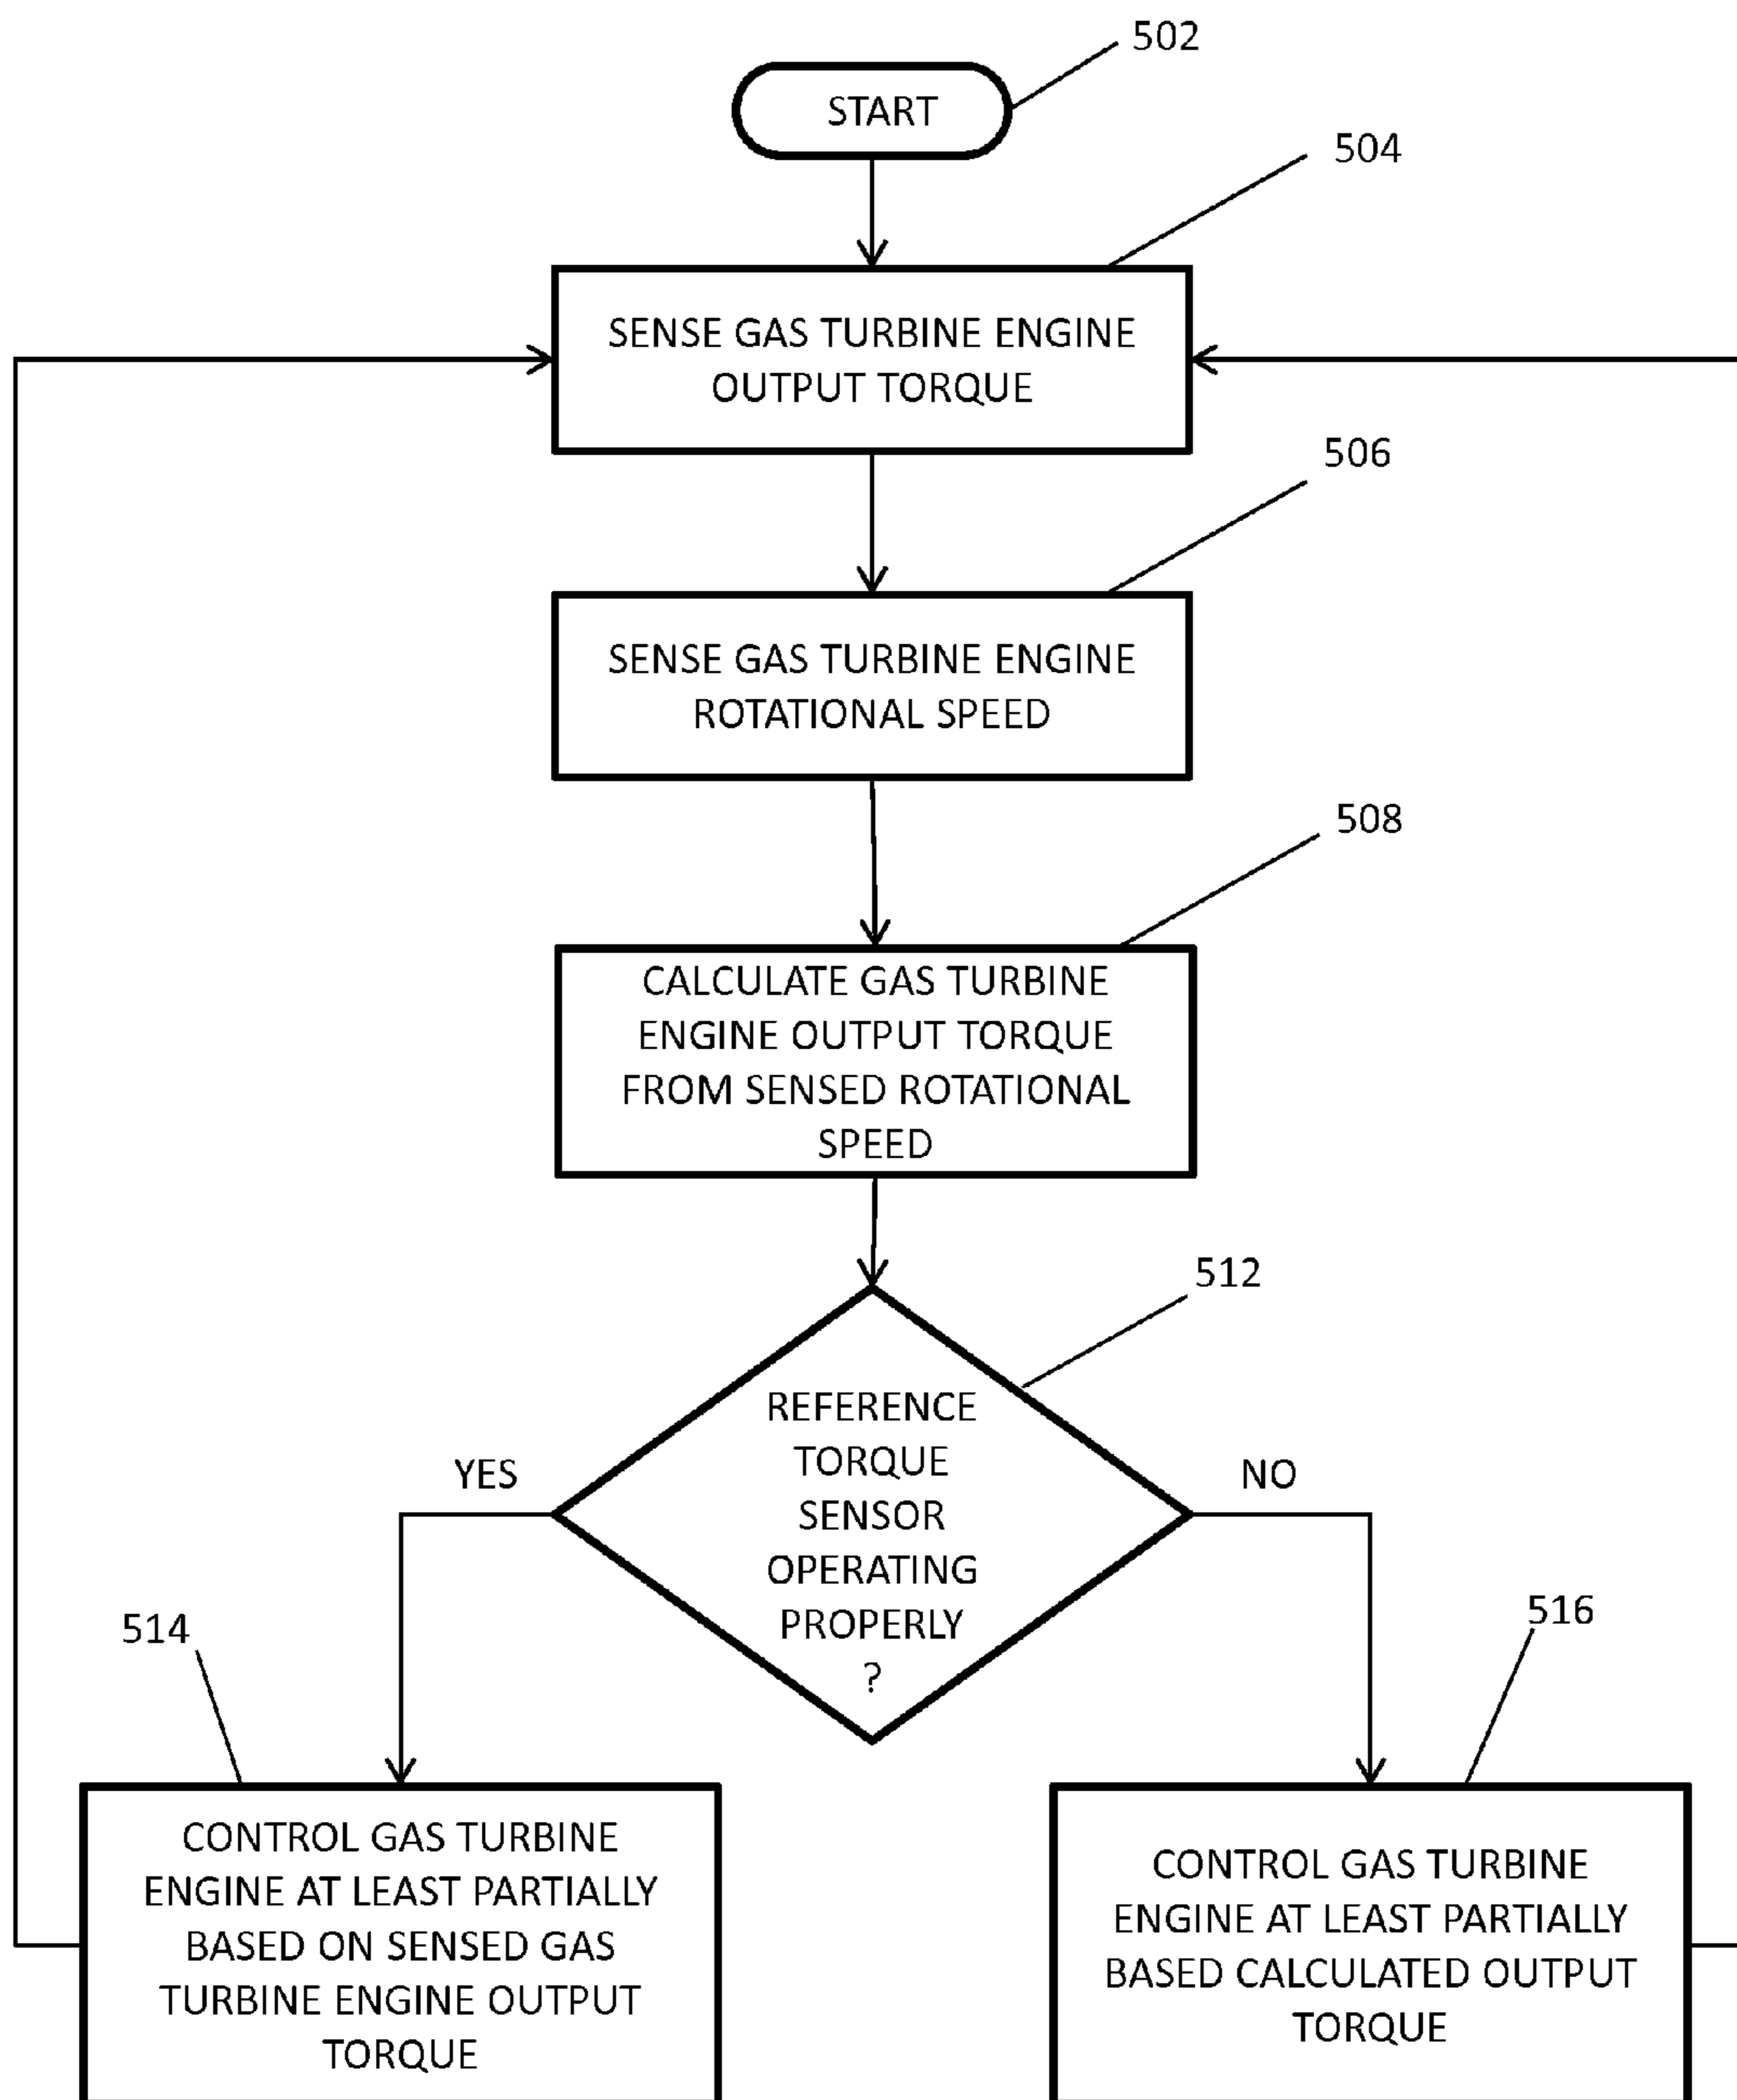 502
START
504
SENSE GAS TURBINE ENGINE
OUTPUT TORQUE
506
SENSE GAS TURBINE ENGINE
ROTATIONAL SPEED
508
CALCULATE GAS TURBINE
ENGINE OUTPUT TORQUE
FROM SENSED ROTATIONAL
SPEED
512
REFERENCE
TORQUE
SENSOR
OPERATING
PROPERLY
?
YES
NO
514
516
CONTROL GAS TURBINE
ENGINE AT LEAST PARTIALLY
BASED ON SENSED GAS
TURBINE ENGINE OUTPUT
TORQUE
CONTROL GAS TURBINE
ENGINE AT LEAST PARTIALLY
BASED CALCULATED OUTPUT
TORQUE